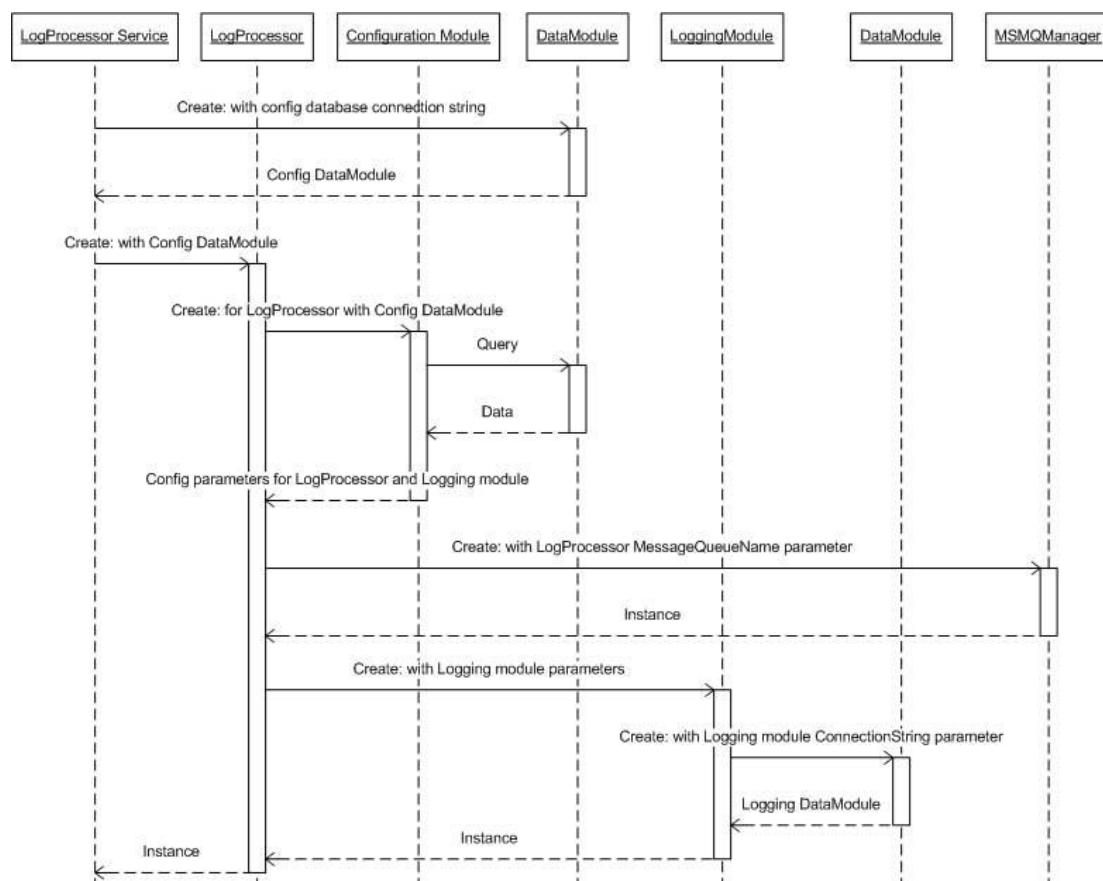 LogProcessor Service
LogProcessor
Configuration Module
DataModule
LoggingModule
DataModule
MSMQManager
Create: with config database connedtion string
Config DataModule
Create: with Config DataModule
Create: for LogProcessor with Config DataModule
Query
Data
Config parameters for LogProcessor and Logging module
Create: with LogProcessor MessageQueueName parameter
Instance
Create: with Logging module parameters
Create: with Logging module ConnectionString parameter
Logging DataModule
Instance
Instance